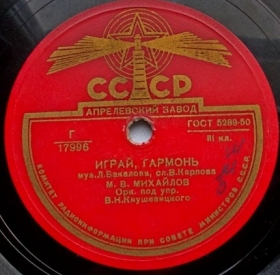 СССР
АПРЕЛЕВСКИЙ ЗАВОД
Г
17996
ГОСТ 5289-50
III кл.
ИГРАЙ, ГАРМОНЬ
муз.Л.Бакалова, сл.В.Карпова
М. В. МИХАЙЛОВ
Орк. под упр.
В.Н.Кнушевицкого
КОМИТЕТ РАДИОИНФОРМАЦИИ ПРИ СОВЕТЕ МИНИСТРОВ СССР